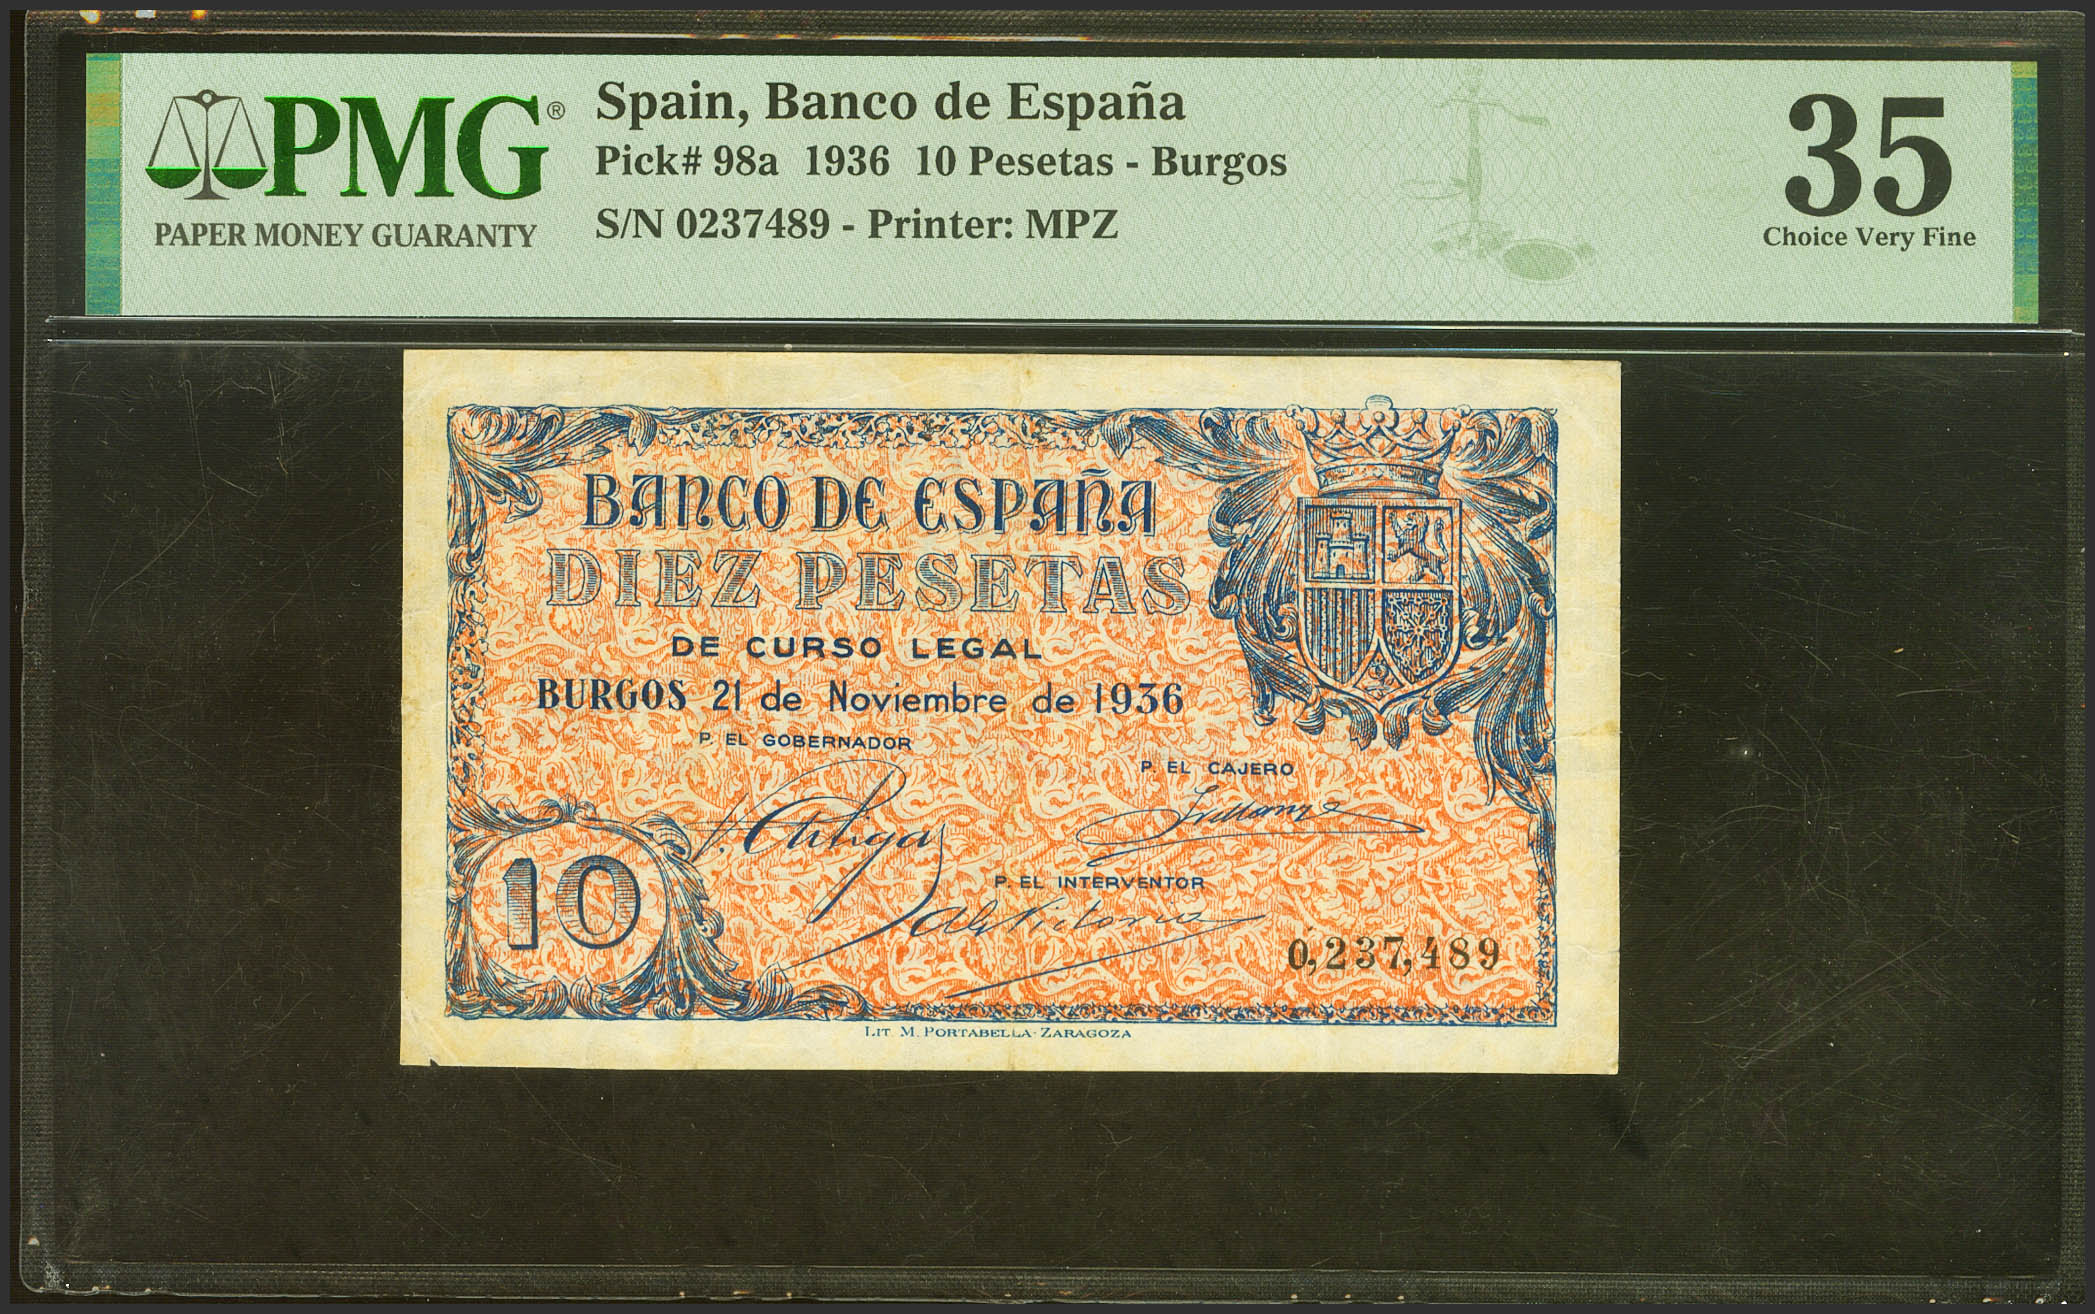 PMG®
PAPER MONEY GUARANTY
Spain, Banco de España
Pick# 98a 1936 10 Pesetas - Burgos
S/N 0237489 - Printer: MPZ
35
Choice Very Fine
BANCO DE ESPAÑA
DIEZ PESETAS
DE CURSO LEGAL
BURGOS 21 de Noviembre de 1936
P. EL GOBERNADOR
P. EL CAJERO
P. EL INTERVENTOR
10
0,237,489
LIT. M. PORTABELLA-ZARAGOZA